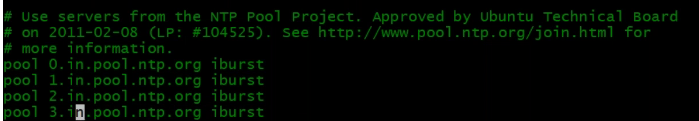 # Use servers from the NTP Pool Project. Approved by Ubuntu Technical Board
# on 2011-02-08 (LP: #104525). See http://www.pool.ntp.org/join.html for
# more information.
pool 0.in.pool.ntp.org iburst
pool 1.in.pool.ntp.org iburst
pool 2.in.pool.ntp.org iburst
pool 3.in.pool.ntp.org iburst